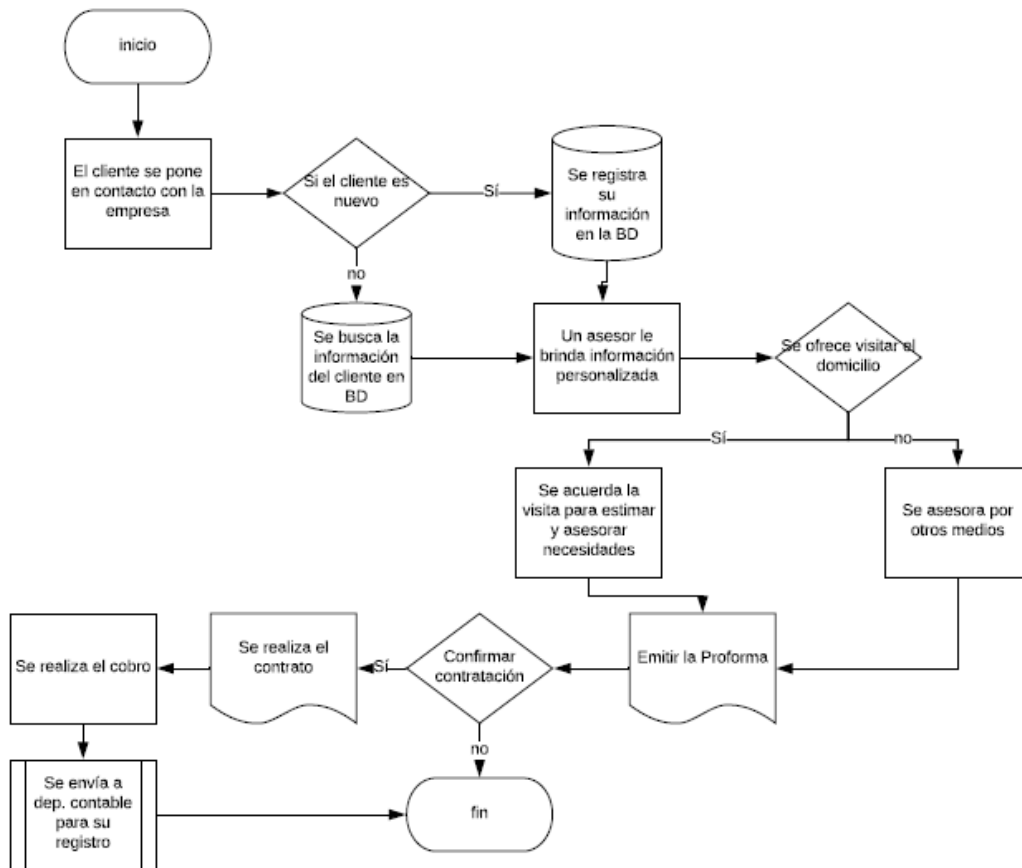 inicio
El cliente se pone
en contacto con la
empresa
Si el cliente es
nuevo
Sí
Se registra
su
información
en la BD
no
Se busca la
información
del cliente en
BD
Un asesor le
brinda información
personalizada
Se ofrece visitar el
domicilio
Sí
no
Se acuerda la
visita para estimar
y asesorar
necesidades
Se asesora por
otros medios
Emitir la Proforma
Confirmar
contratación
Sí
Se realiza el
contrato
Se realiza el cobro
no
Se envía a
dep. contable
para su
registro
fin